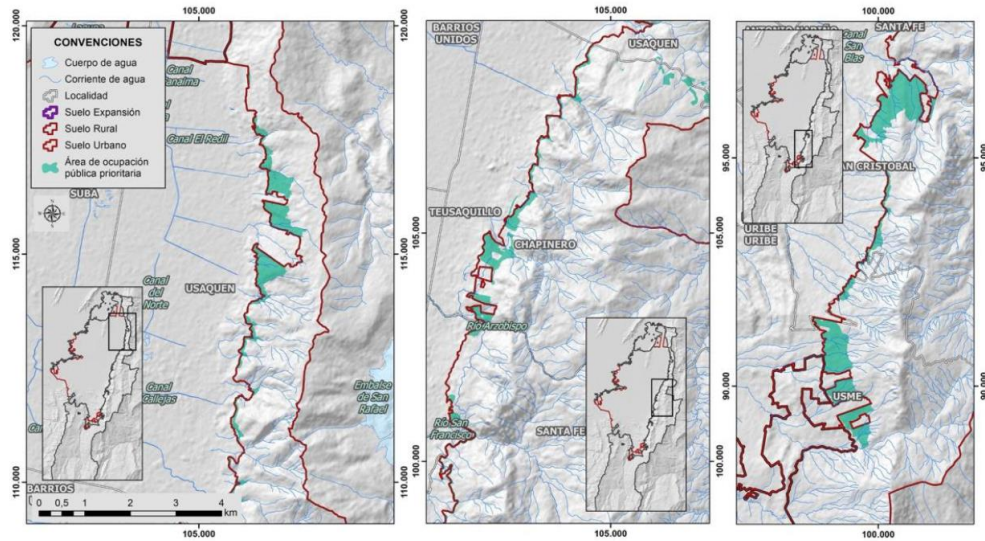 105.000
120.000
CONVENCIONES
Cuerpo de agua
Corriente de agua
Localidad
Suelo Expansión
Suelo Rural
Suelo Urbano
Área de ocupación
pública prioritaria
Canal
Canal El Redil
SUBA
115.000
USAQUEN
Canal
del
Norte
Canal
Callejas
Embalse
de San
Rafael
110.000
BARRIOS
0 0,5 1 2 3 4
km
105.000
105.000
120.000
BARRIOS
UNIDOS
USAQUEN
TEUSAQUILLO
105.000
CHAPINERO
Río Arzobispo
Río San
Francisco
SANTA FE
100.000
105.000
100.000
SANTA FE
Canal
San
Blas
95.000
95.000
AN CRISTOBAL
URIBE
URIBE
90.000
90.000
USME
100.000